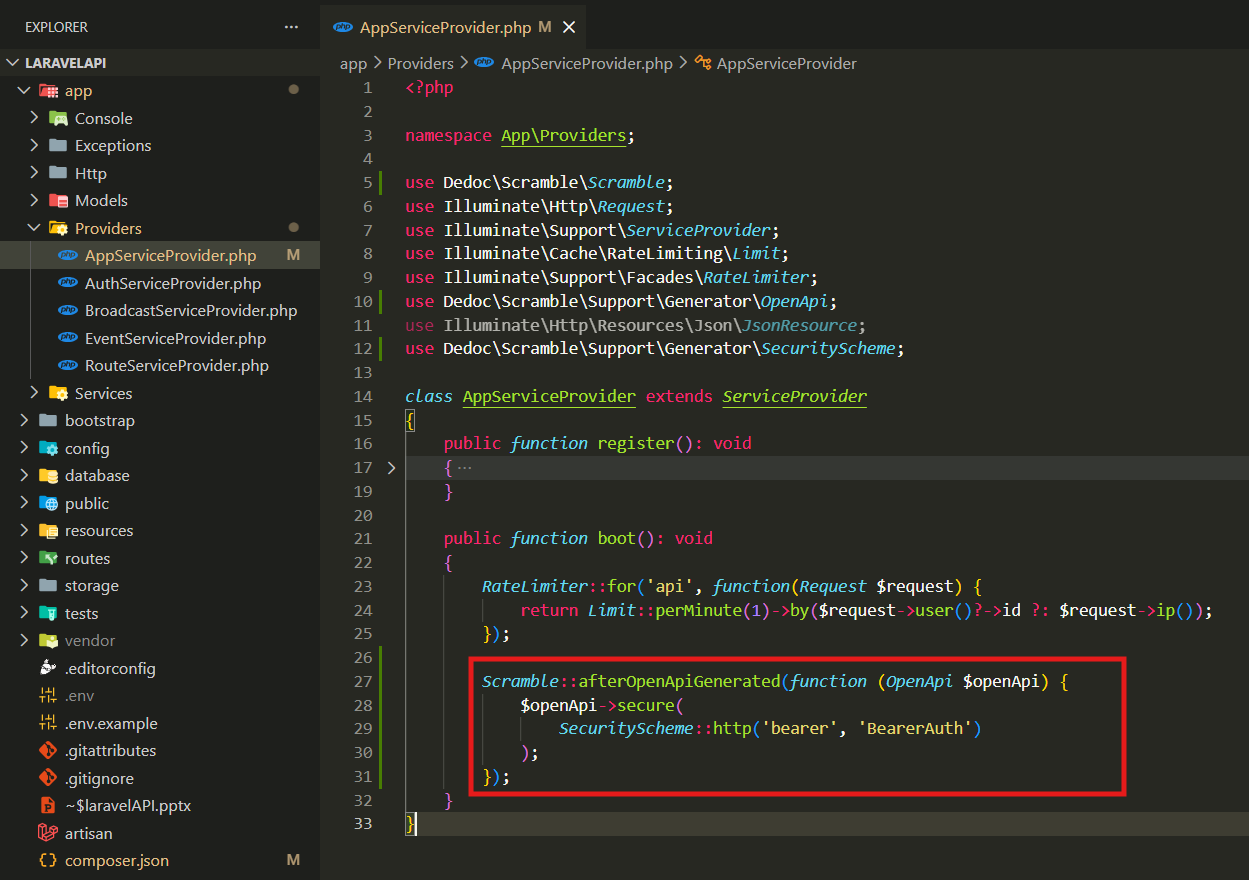 EXPLORER
...
AppServiceProvider.php M
LARAVELAPI
app
Console
Exceptions
Http
Models
Providers
AppServiceProvider.php M
AuthServiceProvider.php
BroadcastServiceProvider.php
EventServiceProvider.php
RouteServiceProvider.php
Services
bootstrap
config
database
public
resources
routes
storage
tests
vendor
.editorconfig
.env
.env.example
.gitattributes
.gitignore
~$laravelAPI.pptx
artisan
composer.json M
app > Providers > php AppServiceProvider.php > AppServiceProvider
1 <?php
2
3 namespace App\Providers;
4
5 use Dedoc\Scramble\Scramble;
6 use Illuminate\Http\Request;
7 use Illuminate\Support\ServiceProvider;
8 use Illuminate\Cache\RateLimiting\Limit;
9 use Illuminate\Support\Facades\RateLimiter;
10 use Dedoc\Scramble\Support\Generator\OpenApi;
11 use Illuminate\Http\Resources\Json\JsonResource;
12 use Dedoc\Scramble\Support\Generator\SecurityScheme;
13
14 class AppServiceProvider extends ServiceProvider
15 {
16     public function register(): void
17     { ...
19     }
20
21     public function boot(): void
22     {
23         RateLimiter::for('api', function(Request $request) {
24             return Limit::perMinute(1)->by($request->user()?->id ?: $request->ip());
25         });
26
27         Scramble::afterOpenApiGenerated(function (OpenApi $openApi) {
28             $openApi->secure(
29                 SecurityScheme::http('bearer', 'BearerAuth')
30             );
31         });
32     }
33 }